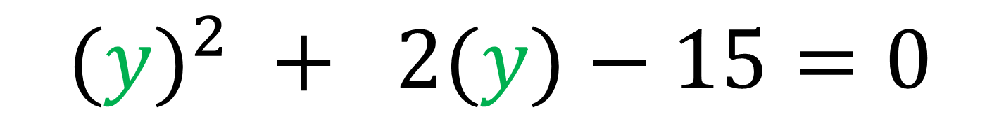 (y)² + 2(y) − 15 = 0